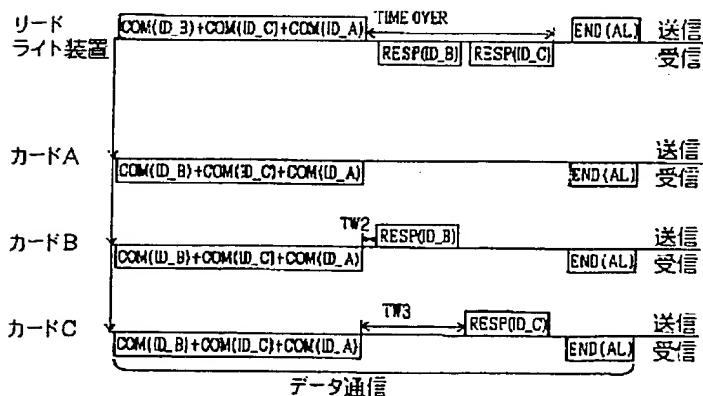 リード
ライト装置
COM(ID_B)+COM(ID_C)+COM(ID_A)
TIME OVER
END(AL)
送信
RESP(ID_B)
RESP(ID_C)
受信
カードA
送信
COM(ID_B)+COM(ID_C)+COM(ID_A)
END(AL)
受信
カードB
TW2
RESP(ID_B)
送信
COM(ID_B)+COM(ID_C)+COM(ID_A)
END(AL)
受信
カードC
TW3
RESP(ID_C)
送信
COM(ID_B)+COM(ID_C)+COM(ID_A)
END(AL)
受信
データ通信